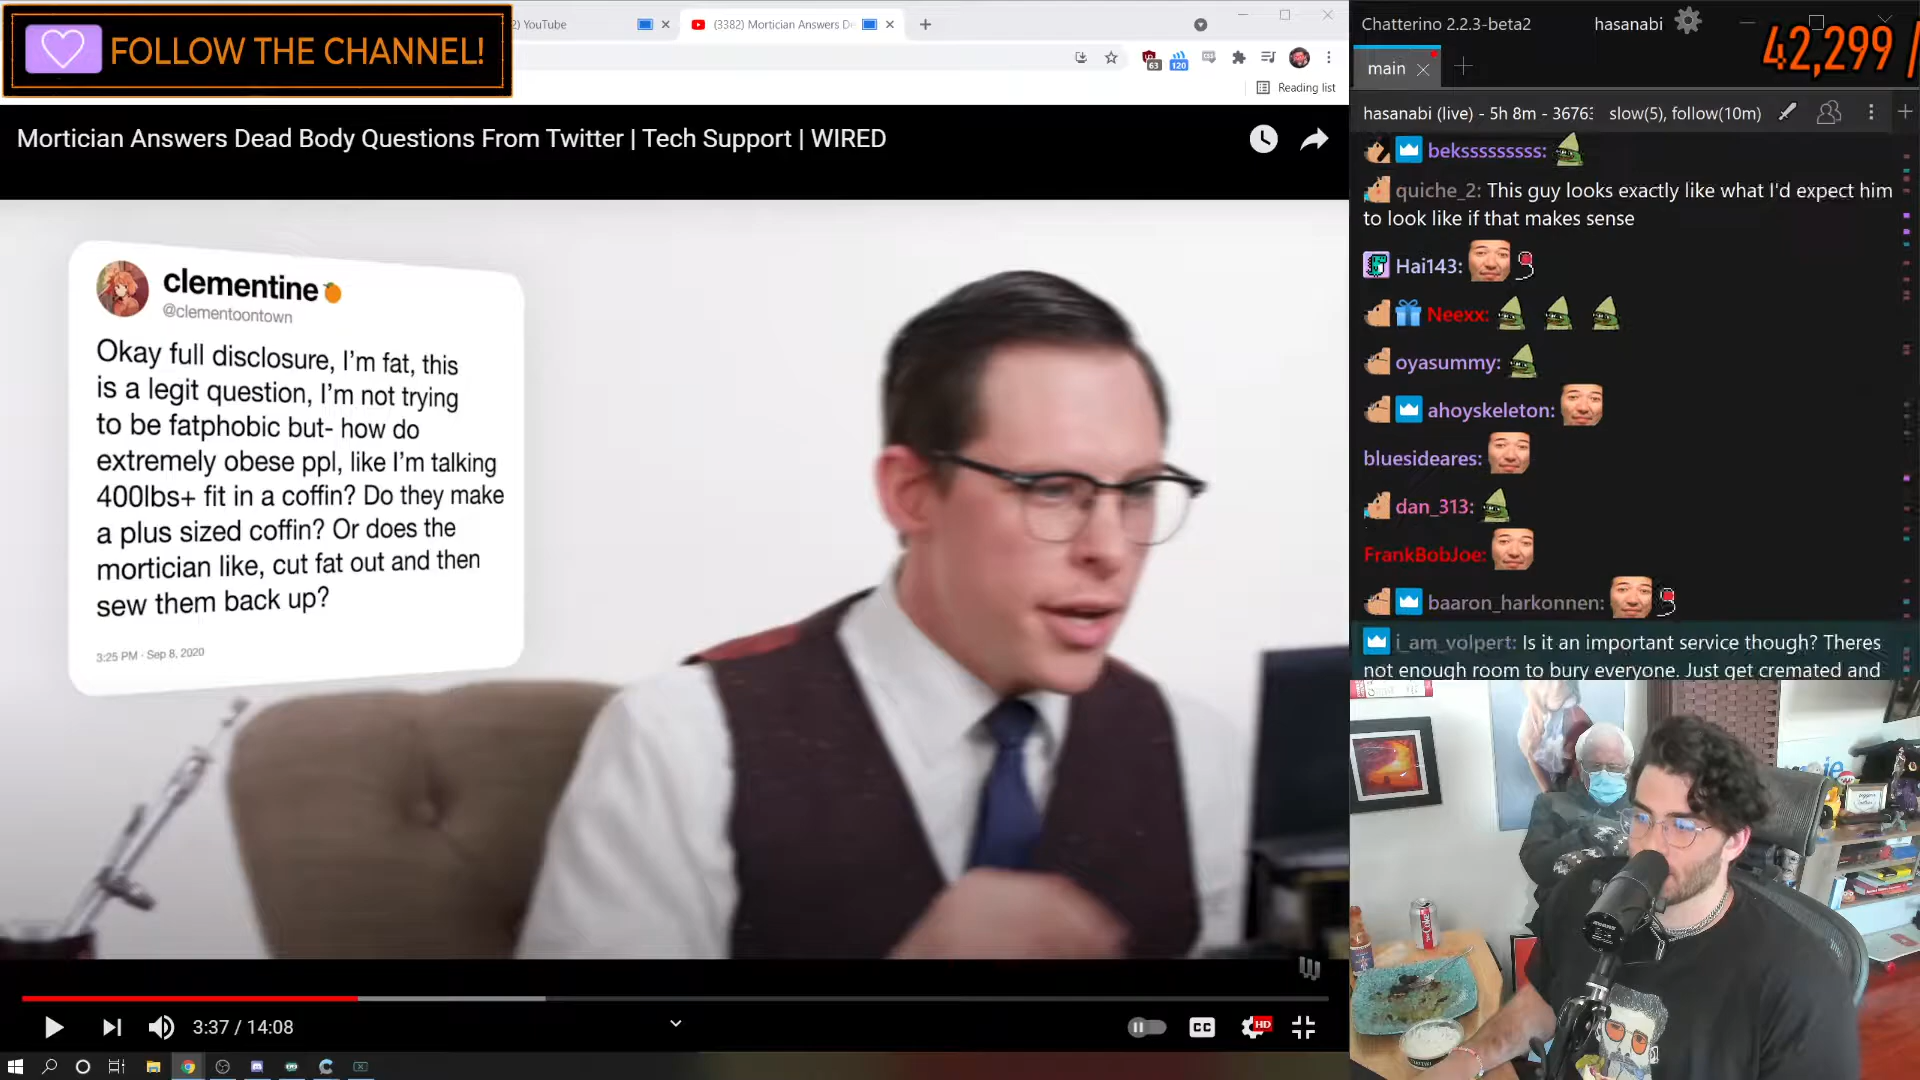 FOLLOW THE CHANNEL!
YouTube
(3382) Mortician Answers De
63
120
Reading list
Mortician Answers Dead Body Questions From Twitter | Tech Support | WIRED
clementine
@clementoontown
Okay full disclosure, I'm fat, this
is a legit question, I'm not trying
to be fatphobic but- how do
extremely obese ppl, like I'm talking
400lbs+ fit in a coffin? Do they make
a plus sized coffin? Or does the
mortician like, cut fat out and then
sew them back up?
3:25 PM · Sep 8, 2020
3:37 / 14:08
CC
HD
Chatterino 2.2.3-beta2
hasanabi
42,299 /
main
hasanabi (live) - 5h 8m - 3676
slow(5), follow(10m)
beksssssssss:
quiche_2: This guy looks exactly like what I'd expect him
to look like if that makes sense
Hai143:
Neexx:
oyasummy:
ahoyskeleton:
bluesideares:
dan_313:
FrankBobJoe:
baaron_harkonnen:
i_am_volpert: Is it an important service though? Theres
not enough room to bury everyone. Just get cremated and